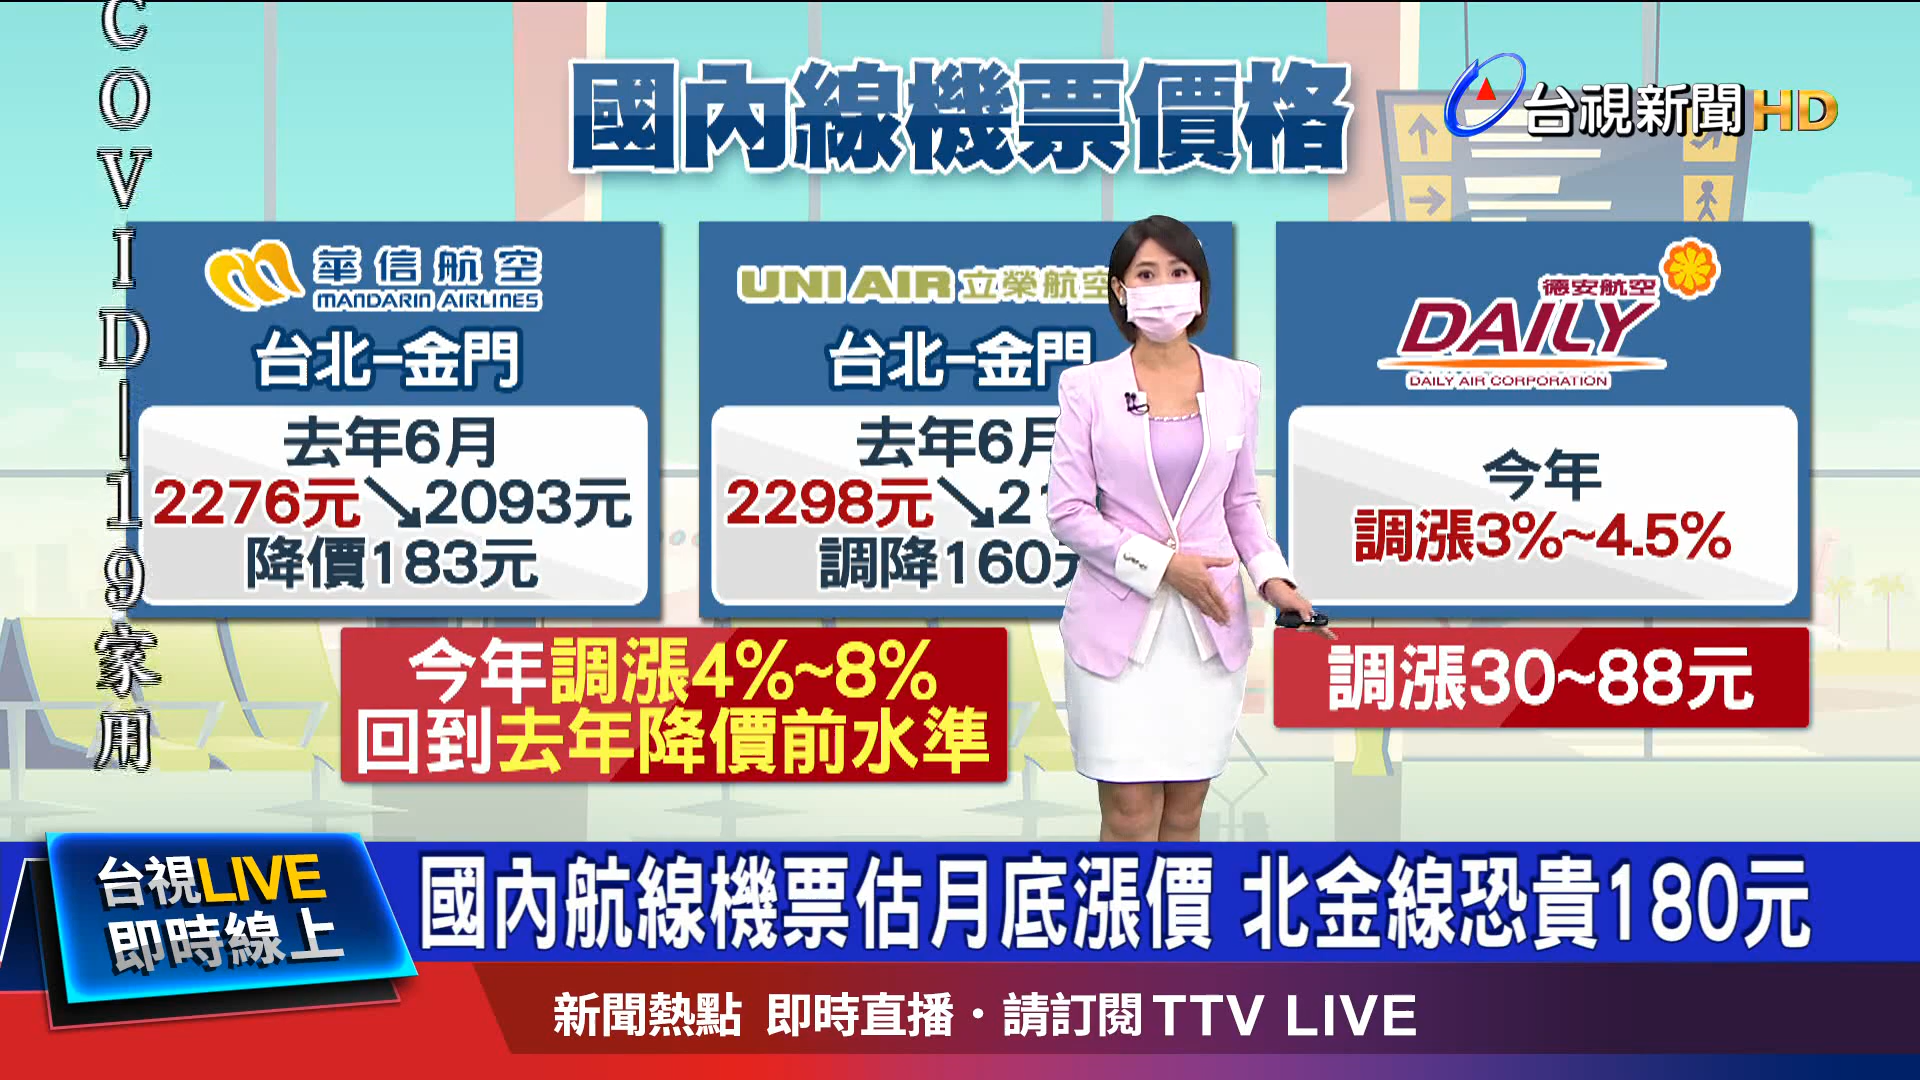 COVID19家用
國內線機票價格
台視新聞HD
華信航空
MANDARIN AIRLINES
台北-金門
去年6月
2276元↘2093元
降價183元
UNI AIR 立榮航空
台北-金門
去年6月
2298元↘2
調降160
今年調漲4%~8%
回到去年降價前水準
德安航空
DAILY
DAILY AIR CORPORATION
今年
調漲3%~4.5%
調漲30~88元
台視LIVE
即時線上
國內航線機票估月底漲價 北金線恐貴180元
新聞熱點 即時直播・請訂閱TTV LIVE